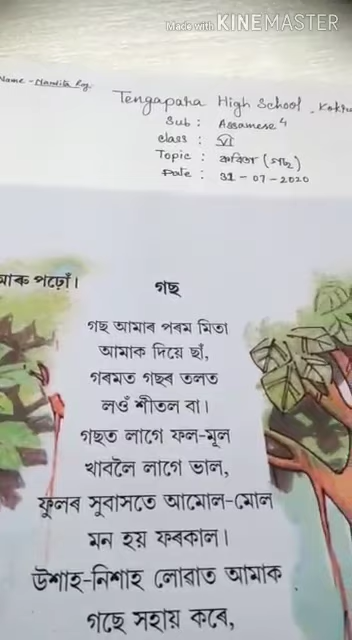 Made with KINEMASTER
Name - Nandita Roy
Tengapara High School, Kokra
Sub : Assamese
Class : VI
Topic : কবিতা (গছ)
Date : 31-07-2020
আৰু পঢ়োঁ।
গছ
গছ আমাৰ পৰম মিতা
আমাক দিয়ে ছাঁ,
গৰমত গছৰ তলত
লওঁ শীতল বা।
গছত লাগে ফল-মূল
খাবলৈ লাগে ভাল,
ফুলৰ সুবাসতে আমোল-মোল
মন হয় ফৰকাল।
উশাহ-নিশাহ লোৱাত আমাক
গছে সহায় কৰে,